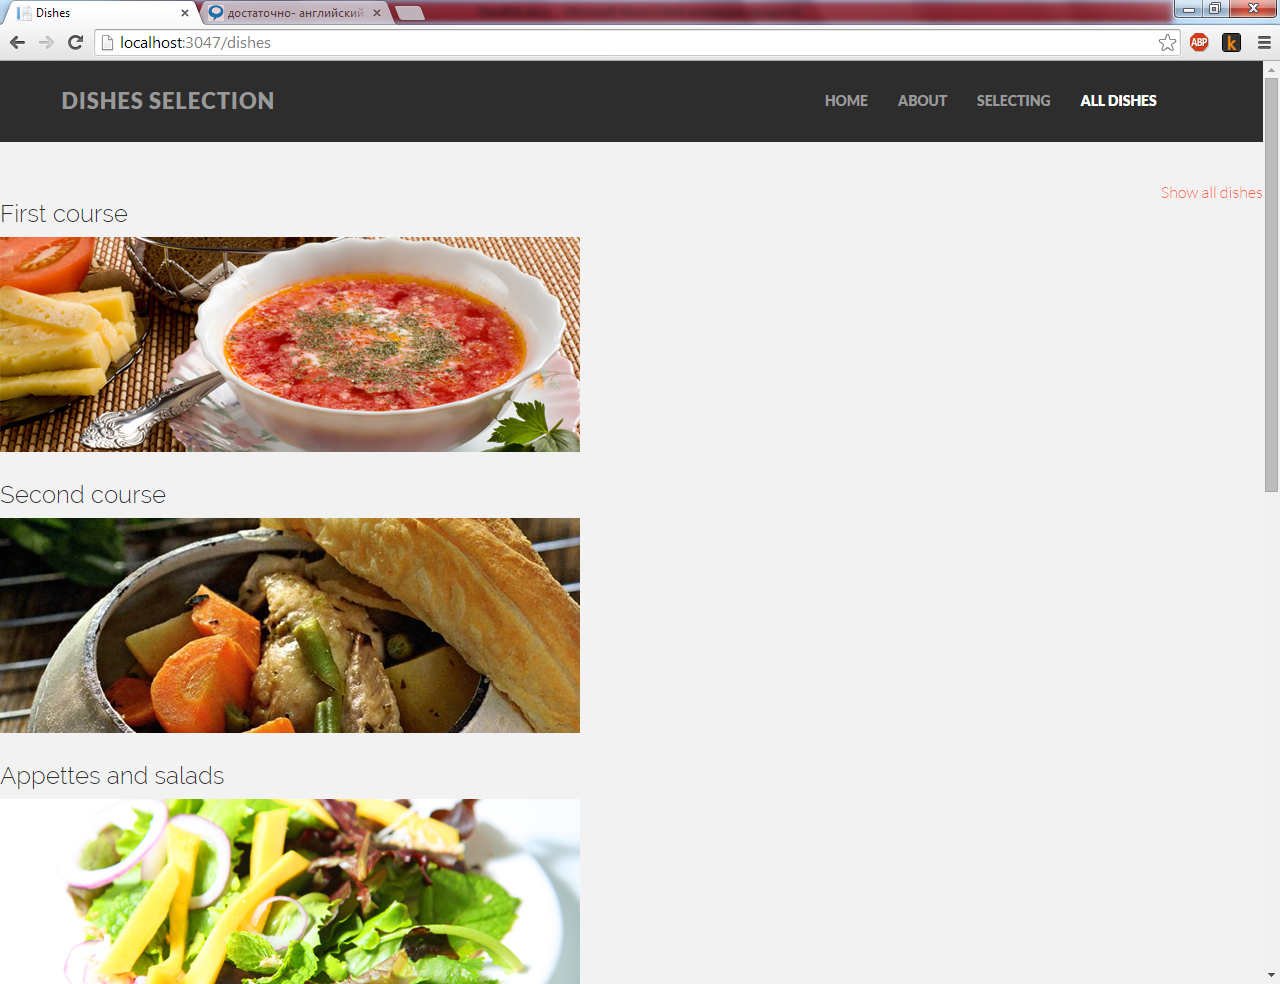 Dishes
достаточно- английский
localhost:3047/dishes
ABP
k
DISHES SELECTION
HOME
ABOUT
SELECTING
ALL DISHES
Show all dishes
First course
Second course
Appettes and salads